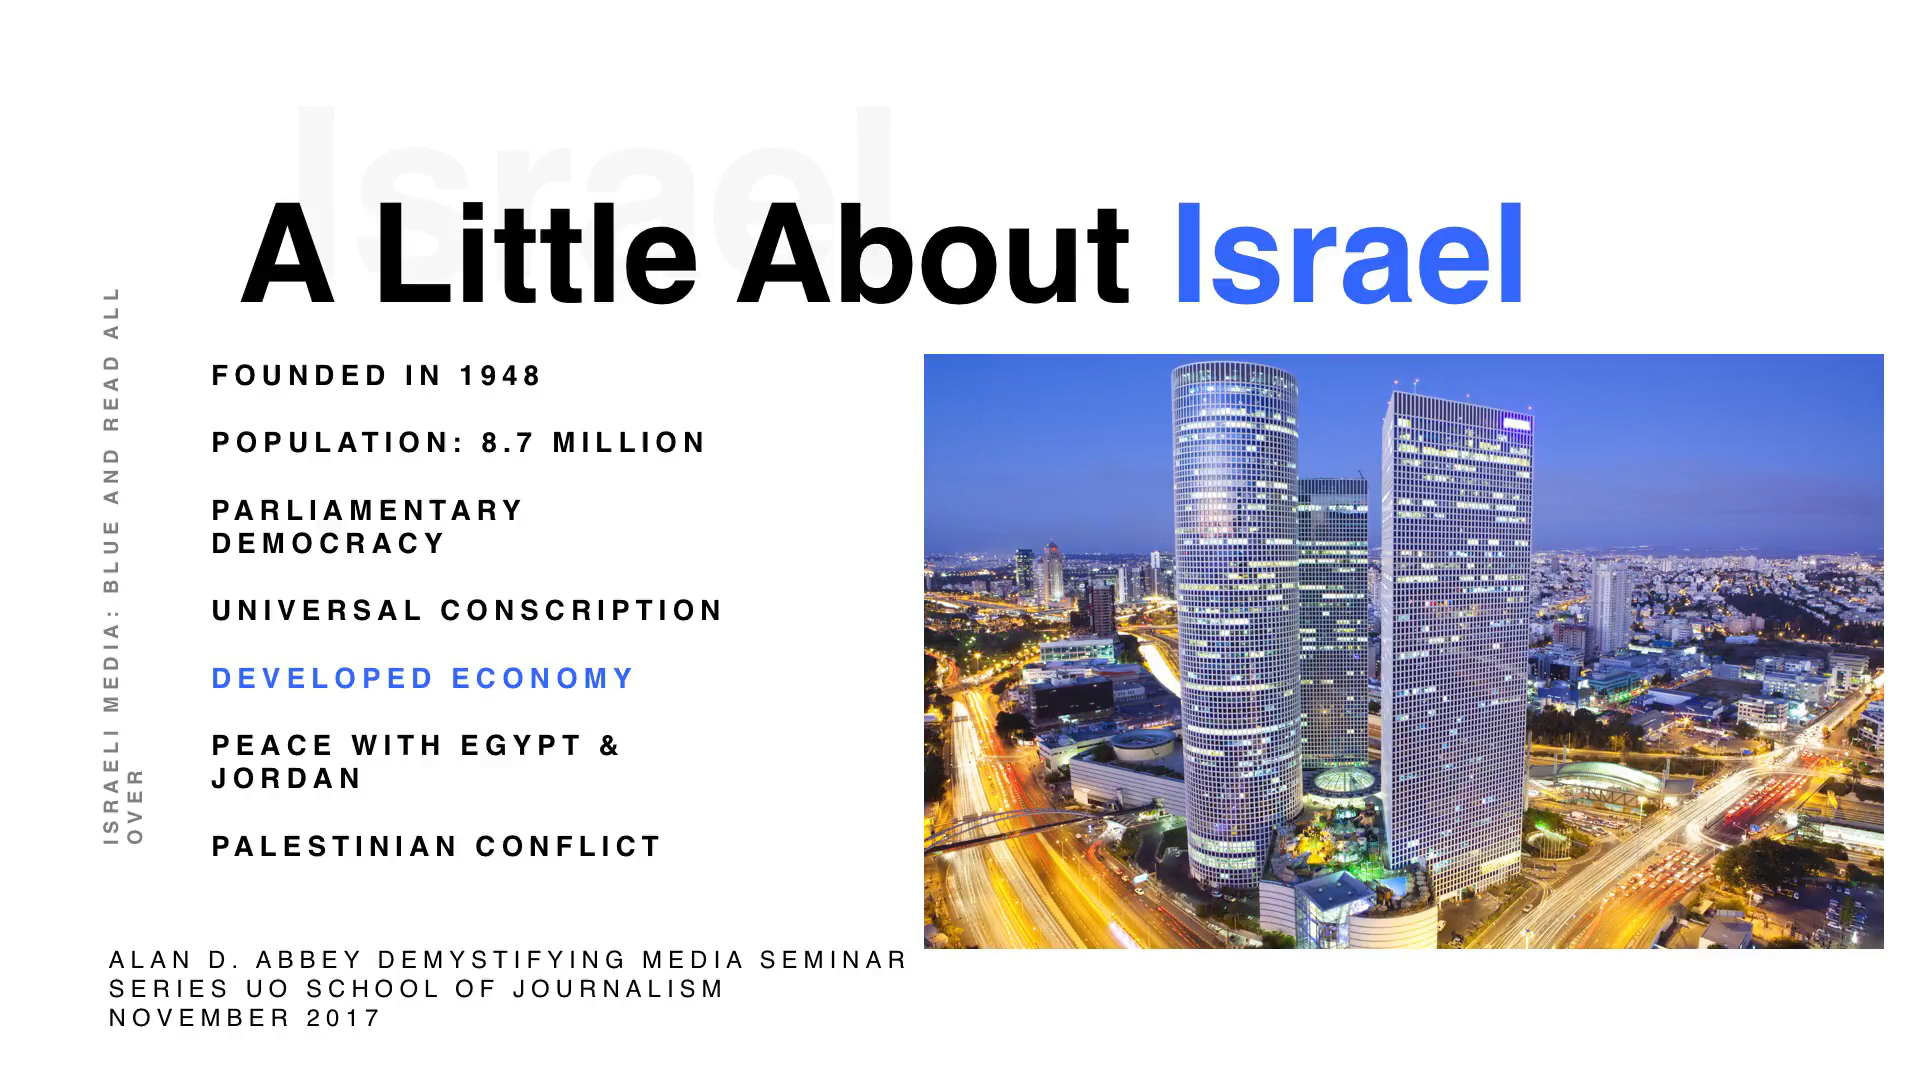 Israel
A Little About Israel
ISRAELI MEDIA: BLUE AND READ ALL
OVER
FOUNDED IN 1948
POPULATION: 8.7 MILLION
PARLIAMENTARY
DEMOCRACY
UNIVERSAL CONSCRIPTION
DEVELOPED ECONOMY
PEACE WITH EGYPT &
JORDAN
PALESTINIAN CONFLICT
ALAN D. ABBEY DEMYSTIFYING MEDIA SEMINAR
SERIES UO SCHOOL OF JOURNALISM
NOVEMBER 2017